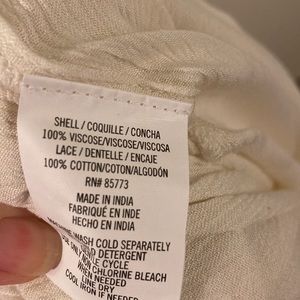 SHELL / COQUILLE / CONCHA
100% VISCOSE/VISCOSE/VISCOSA
LACE / DENTELLE / ENCAJE
100% COTTON/COTON/ALGODÓN
RN# 85773
MADE IN INDIA
FABRIQUÉ EN INDE
HECHO EN INDIA
WASH COLD SEPARATELY
DETERGENT
CYCLE
CHLORINE BLEACH
WHEN NEEDED
DRY
COOL IRON IF NEEDED